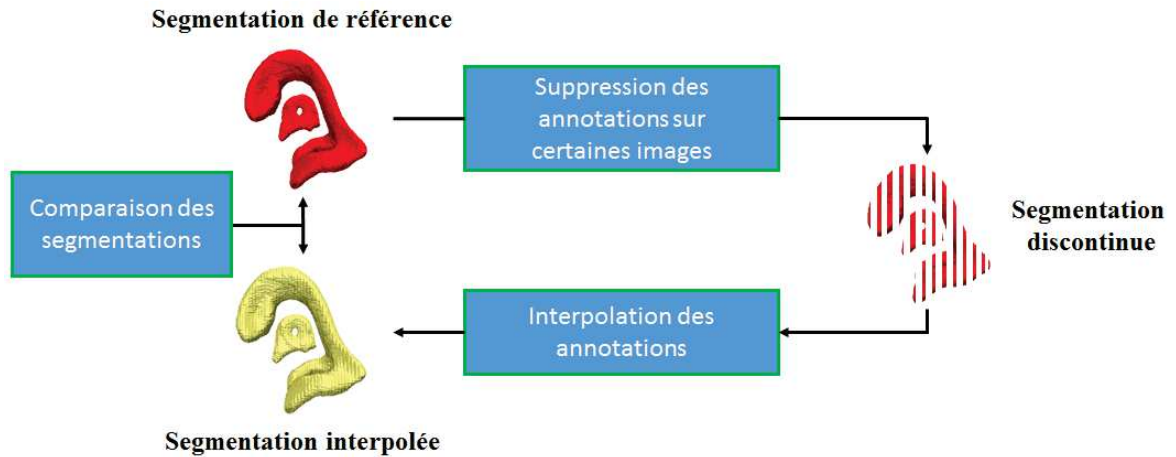 Segmentation de référence
Suppression des
annotations sur
certaines images
Comparaison des
segmentations
Segmentation
discontinue
Interpolation des
annotations
Segmentation interpolée